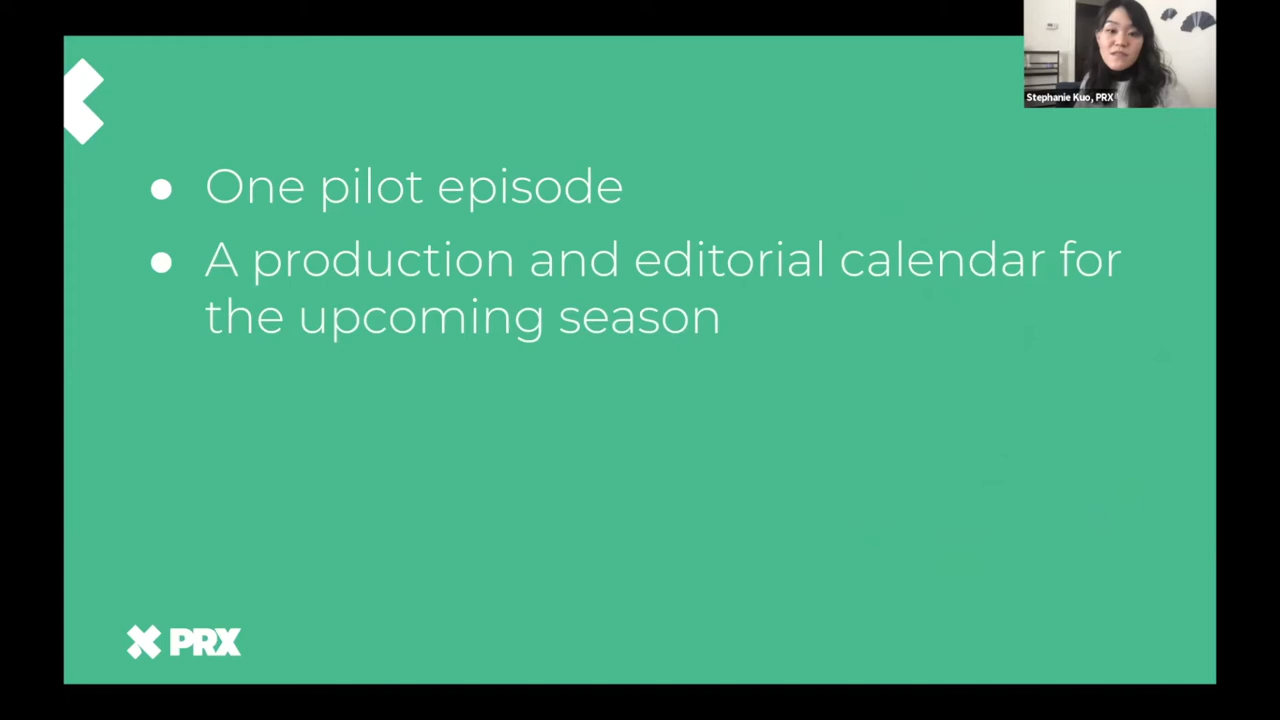 Stephanie Kuo, PRX
● One pilot episode
● A production and editorial calendar for
the upcoming season
PRX